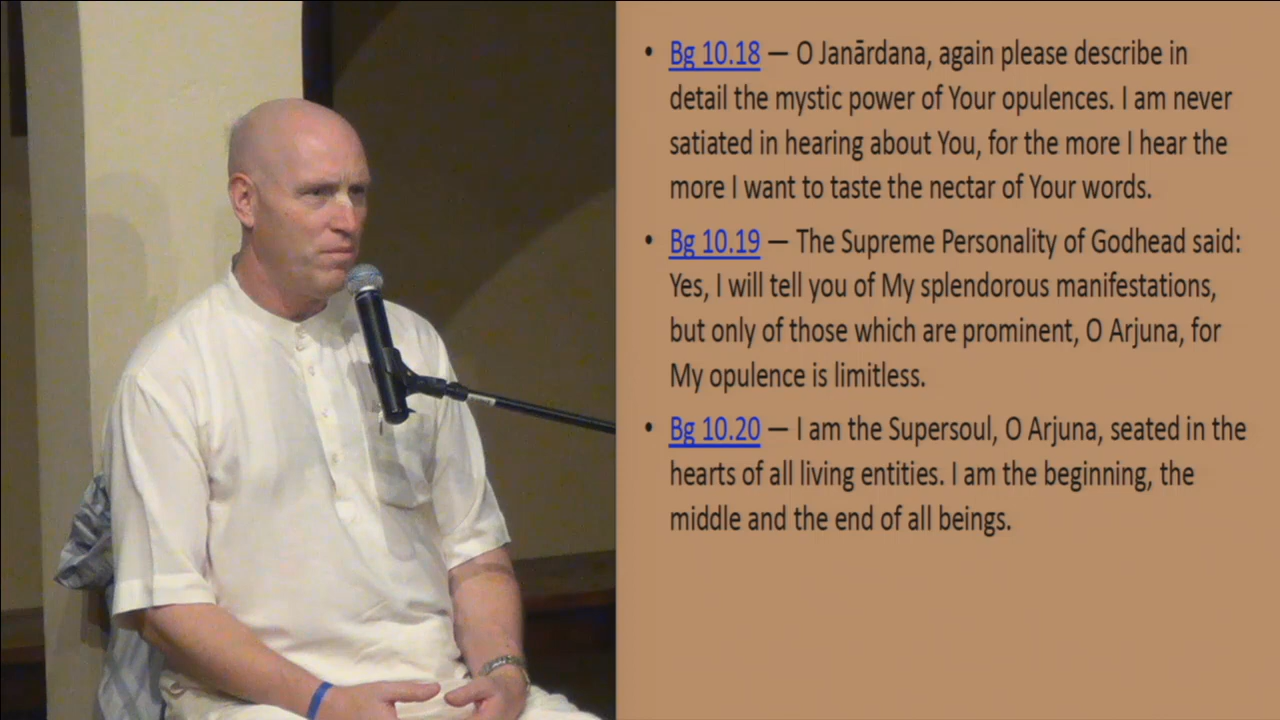 • Bg 10.18 — O Janārdana, again please describe in
detail the mystic power of Your opulences. I am never
satiated in hearing about You, for the more I hear the
more I want to taste the nectar of Your words.
• Bg 10.19 — The Supreme Personality of Godhead said:
Yes, I will tell you of My splendorous manifestations,
but only of those which are prominent, O Arjuna, for
My opulence is limitless.
• Bg 10.20 — I am the Supersoul, O Arjuna, seated in the
hearts of all living entities. I am the beginning, the
middle and the end of all beings.